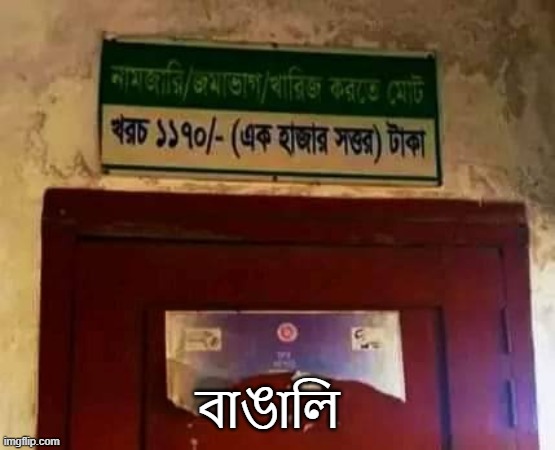 নামজারি/জমাভাগ/খারিজ করতে মোট
খরচ ১১৭০/- (এক হাজার সত্তর) টাকা
বাঙালি
imgflip.com